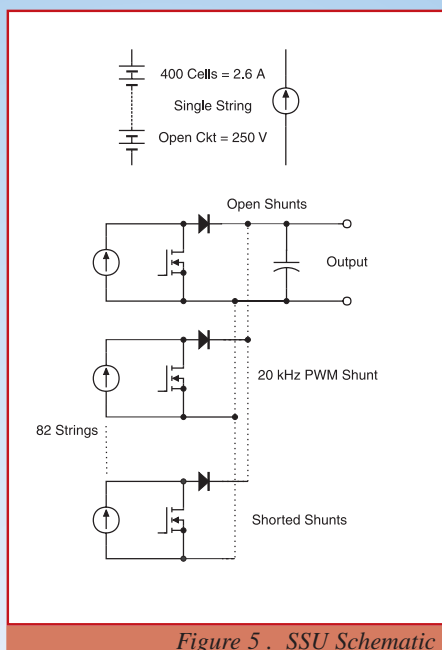 400 Cells = 2.6 A
Single String
Open Ckt = 250 V
Open Shunts
Output
20 kHz PWM Shunt
82 Strings
Shorted Shunts
Figure 5 . SSU Schematic